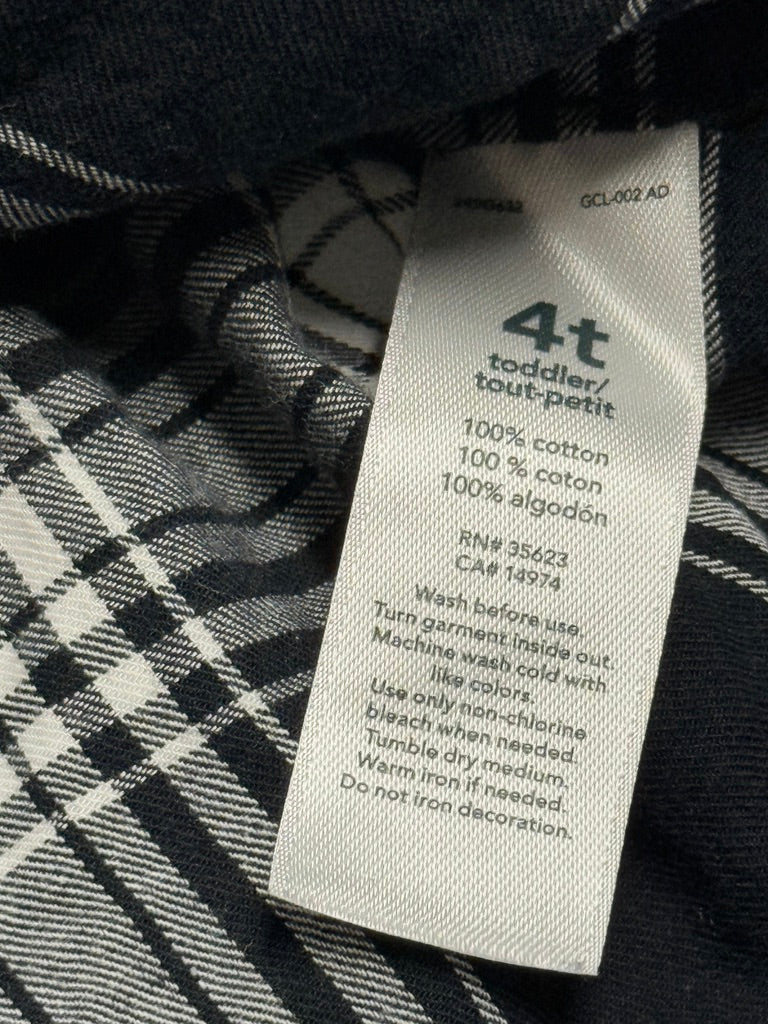 GCL-002 AD
4t
toddler/
tout-petit
100% cotton
100 % coton
100% algodón
RN# 35623
CA# 14974
Wash before use.
Turn garment inside out.
Machine wash cold with
like colors.
Use only non-chlorine
bleach when needed.
Tumble dry medium.
Warm iron if needed.
Do not iron decoration.